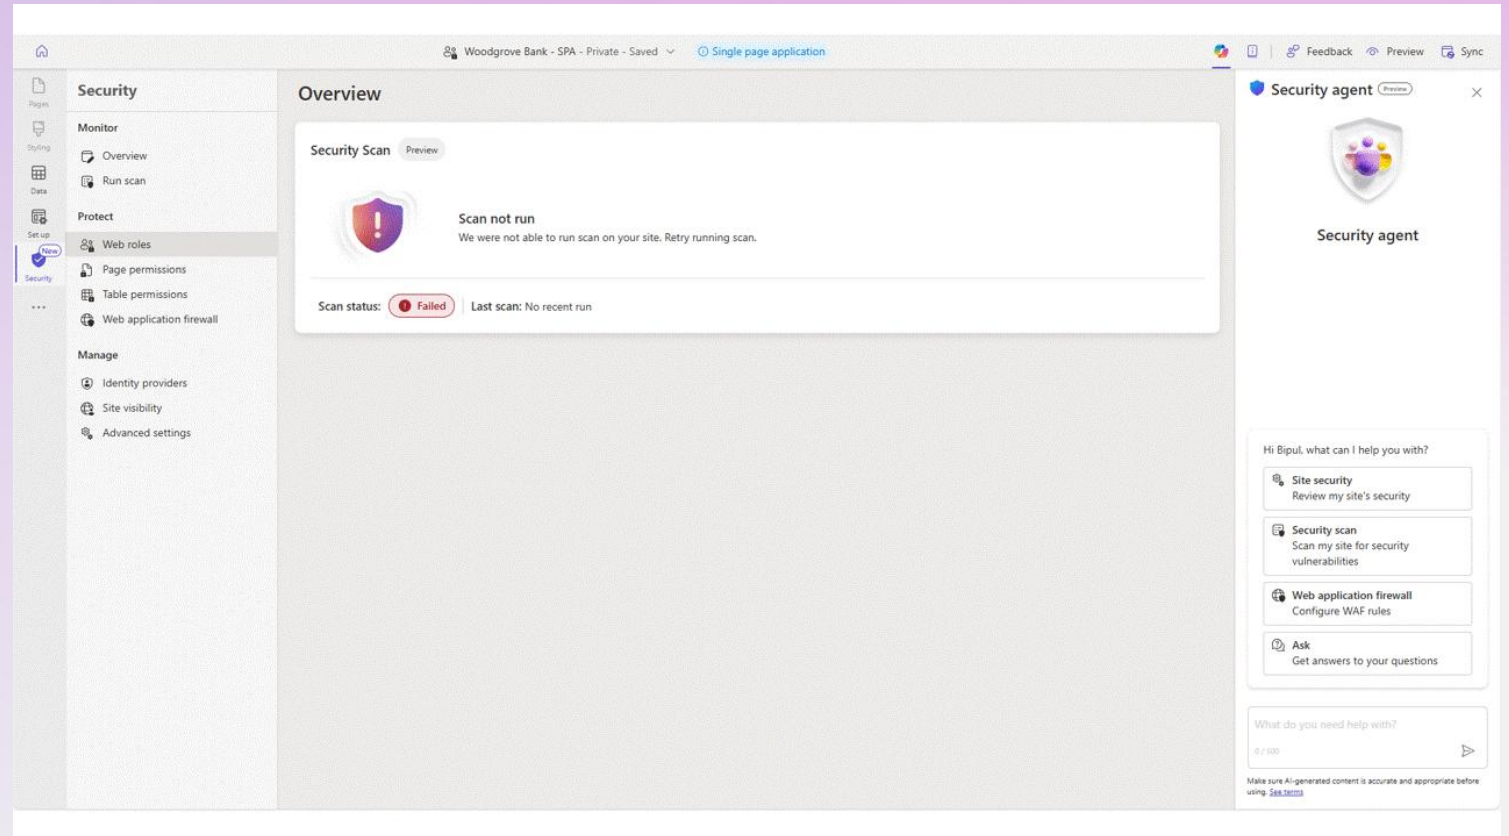 Woodgrove Bank - SPA - Private - Saved
Single page application
Feedback
Preview
Sync
Pages
Styling
Data
Set up
New
Security
Security
Monitor
Overview
Run scan
Protect
Web roles
Page permissions
Table permissions
Web application firewall
Manage
Identity providers
Site visibility
Advanced settings
Overview
Security Scan Preview
Scan not run
We were not able to run scan on your site. Retry running scan.
Scan status: Failed
Last scan: No recent run
Security agent Preview
Security agent
Hi Bipul, what can I help you with?
Site security
Review my site's security
Security scan
Scan my site for security
vulnerabilities
Web application firewall
Configure WAF rules
Ask
Get answers to your questions
What do you need help with?
0 / 500
Make sure AI-generated content is accurate and appropriate before
using. See terms